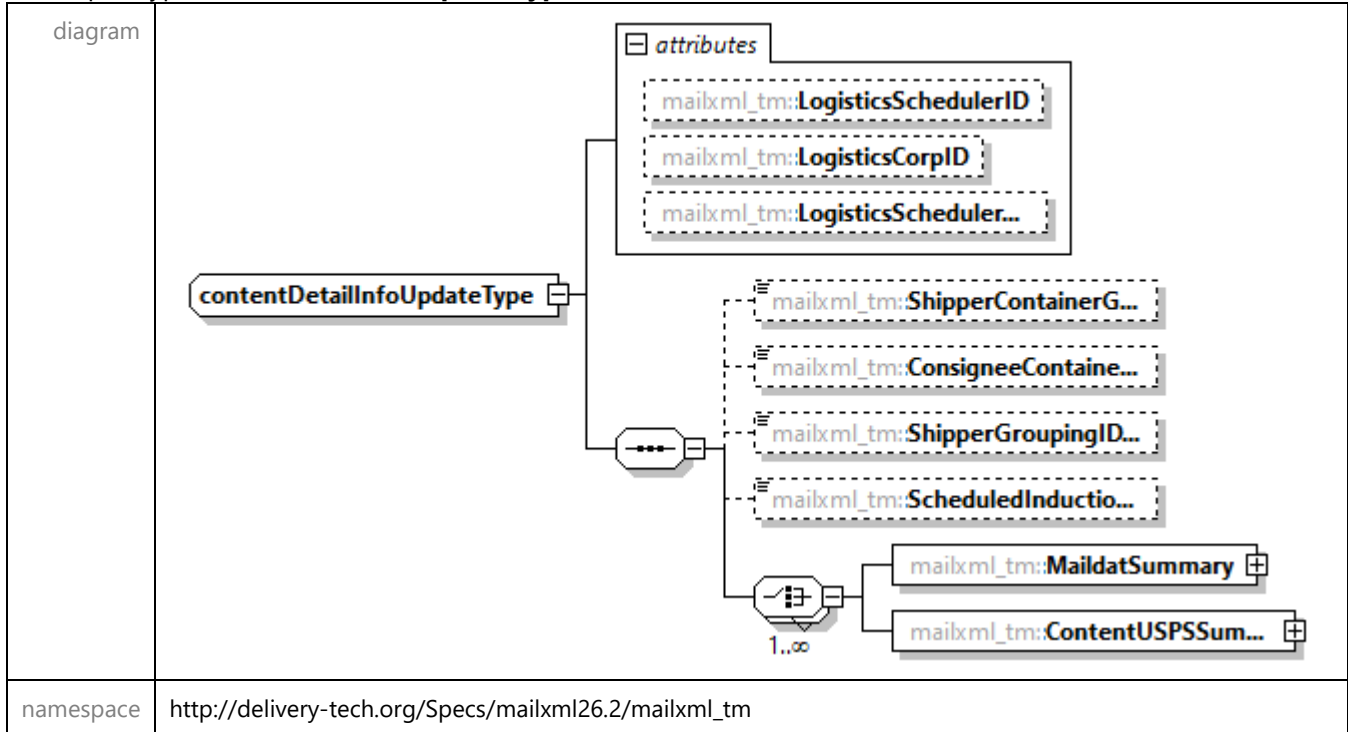 diagram
attributes
mailxml_tm::LogisticsSchedulerID
mailxml_tm::LogisticsCorpID
mailxml_tm::LogisticsScheduler...
contentDetailInfoUpdateType
mailxml_tm::ShipperContainerG...
mailxml_tm::ConsigneeContaine...
mailxml_tm::ShipperGroupingID...
mailxml_tm::ScheduledInductio...
mailxml_tm::MaildatSummary
mailxml_tm::ContentUSPSSum...
1..∞
namespace http://delivery-tech.org/Specs/mailxml26.2/mailxml_tm